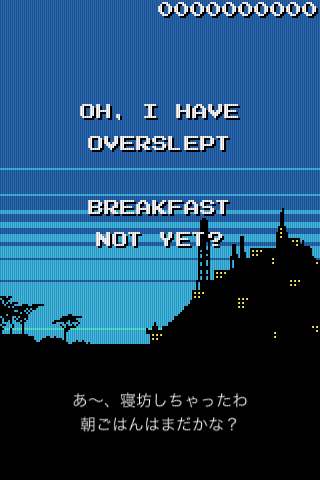 0000000000
OH, I HAVE
OVERSLEPT
BREAKFAST
NOT YET?
あ〜、寝坊しちゃったわ
朝ごはんはまだかな？